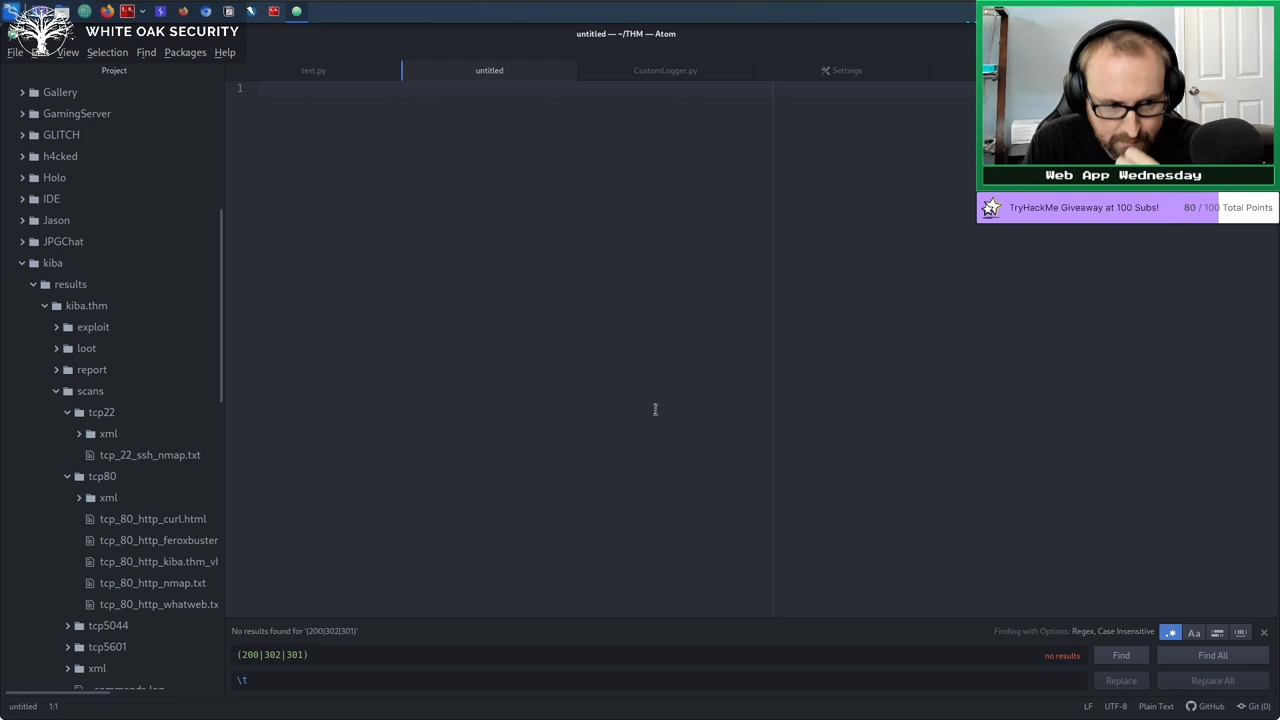 WHITE OAK SECURITY
untitled — ~/THM — Atom
File
View
Selection
Find
Packages
Help
Project
test.py
untitled
CustomLogger.py
Settings
1
Gallery
GamingServer
GLITCH
h4cked
Holo
IDE
Jason
JPGChat
kiba
results
kiba.thm
exploit
loot
report
scans
tcp22
xml
tcp_22_ssh_nmap.txt
tcp80
xml
tcp_80_http_curl.html
tcp_80_http_feroxbuster
tcp_80_http_kiba.thm_vl
tcp_80_http_nmap.txt
tcp_80_http_whatweb.tx
tcp5044
tcp5601
xml
Web App Wednesday
TryHackMe Giveaway at 100 Subs! 80 / 100 Total Points
No results found for '(200|302|301)'
Finding with Options: Regex, Case Insensitive
.* Aa
(200|302|301)
no results
Find
Find All
\t
Replace
Replace All
untitled 1:1
LF UTF-8 Plain Text GitHub Git (0)